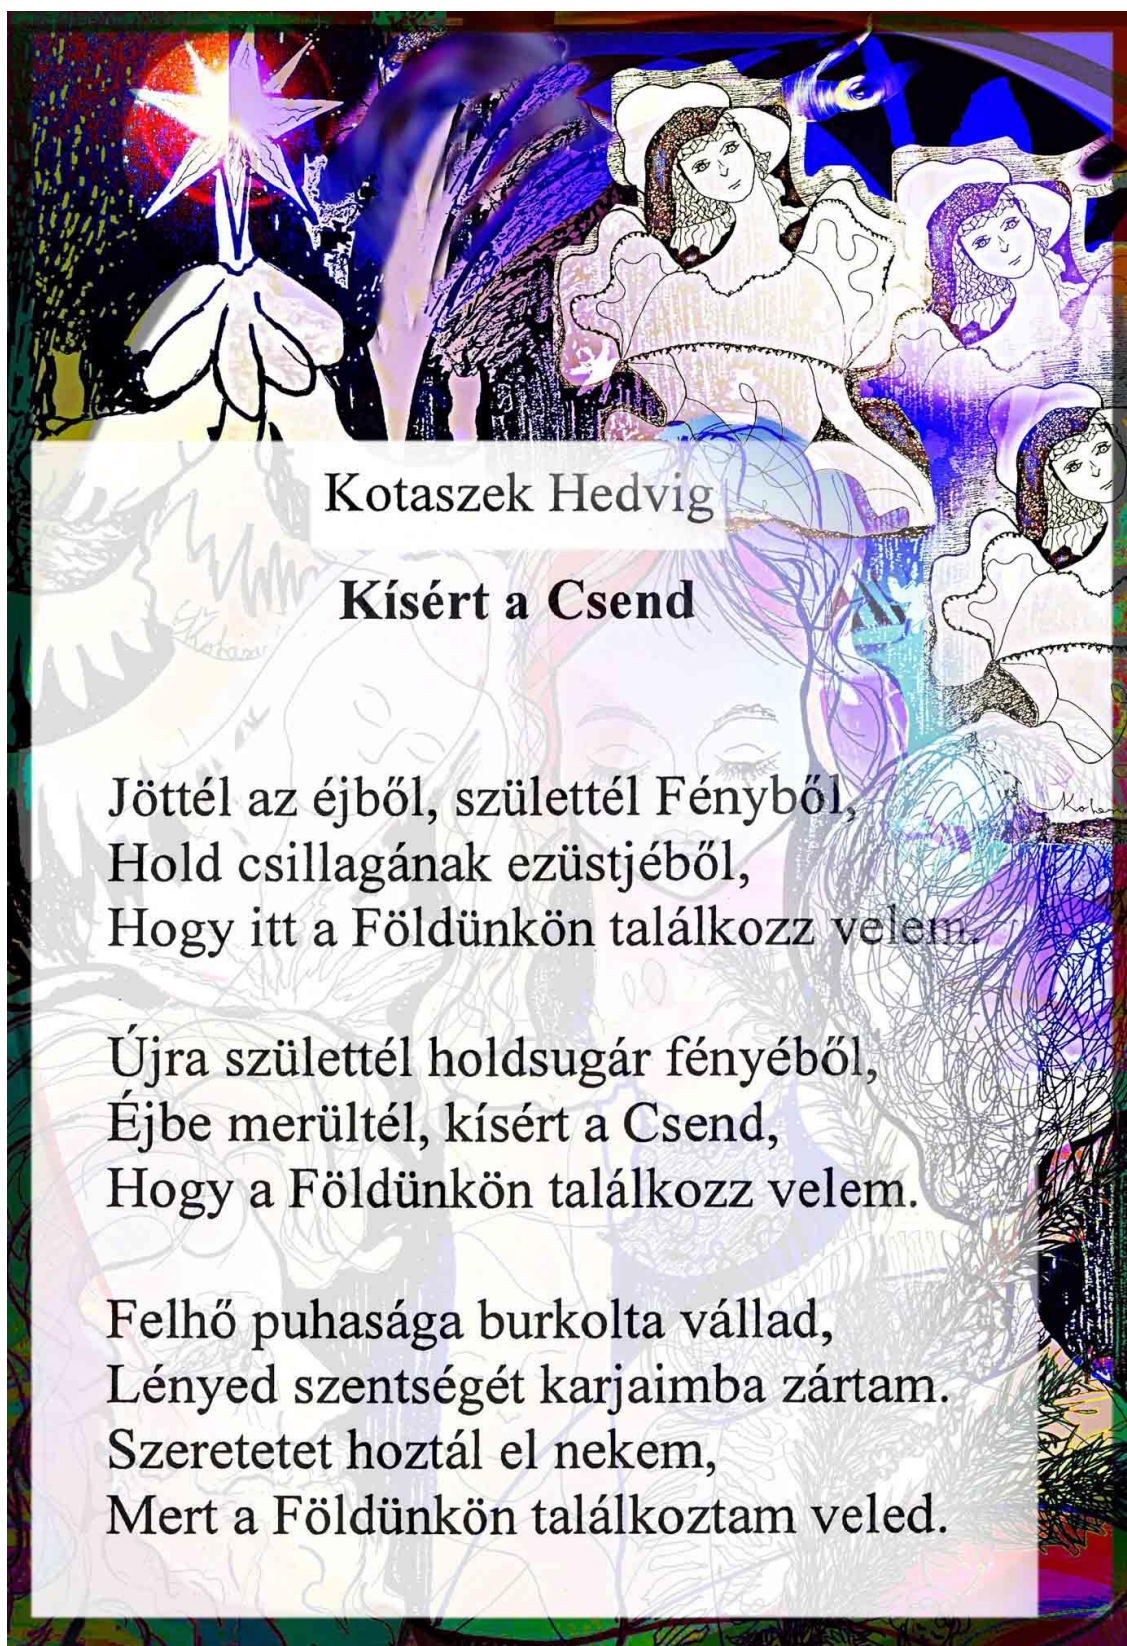 Kotaszek Hedvig
Kísért a Csend
Jöttél az éjből, születtél Fényből,
Hold csillagának ezüstjéből,
Hogy itt a Földünkön találkozz velem.
Újra születtél holdsugár fényéből,
Éjbe merültél, kísért a Csend,
Hogy a Földünkön találkozz velem.
Felhő puhasága burkolta vállad,
Lényed szentségét karjaimba zártam.
Szeretetet hoztál el nekem,
Mert a Földünkön találkoztam veled.